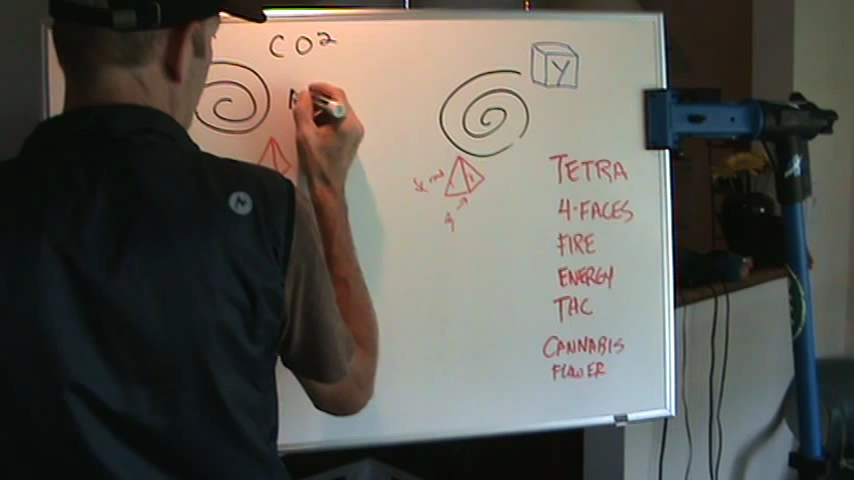 CO²
Y
TETRA
4-FACES
FIRE
ENERGY
THC
CANNABIS
FLOWER